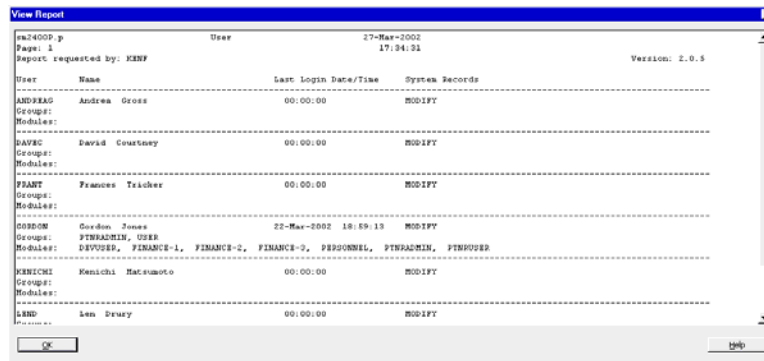 View Report
sm2400P.p User 27-Mar-2002
Page: 1 17:34:31
Report requested by: KENF Version: 2.0.5
User Name Last Login Date/Time System Records
ANDREAG Andrea Gross 00:00:00 MODIFY
Groups:
Modules:
DAVEC David Courtney 00:00:00 MODIFY
Groups:
Modules:
FRANT Frances Tricker 00:00:00 MODIFY
Groups:
Modules:
GORDON Gordon Jones 22-Mar-2002 18:59:13 MODIFY
Groups: PTNRADMIN, USER
Modules: DEVUSER, FINANCE-1, FINANCE-2, FINANCE-3, PERSONNEL, PTNRADMIN, PTNRUSER
KENICHI Kenichi Matsumoto 00:00:00 MODIFY
Groups:
Modules:
LEND Len Drury 00:00:00 MODIFY
OK Help